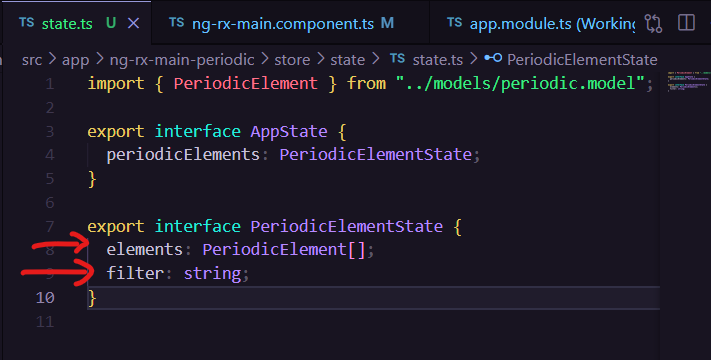 TS state.ts U
TS ng-rx-main.component.ts M
TS app.module.ts (Working
src > app > ng-rx-main-periodic > store > state > TS state.ts > PeriodicElementState
1 import { PeriodicElement } from "../models/periodic.model";
2
3 export interface AppState {
4 periodicElements: PeriodicElementState;
5 }
6
7 export interface PeriodicElementState {
8 elements: PeriodicElement[];
9 filter: string;
10 }
11